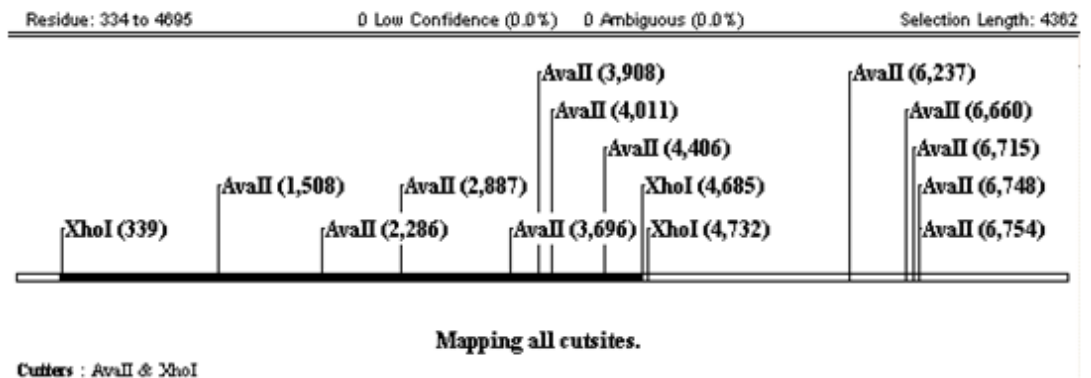 Residue: 334 to 4695 0 Low Confidence (0.0%) 0 Ambiguous (0.0%) Selection Length: 4362
AvaII (3,908) AvaII (6,237)
AvaII (4,011) AvaII (6,660)
AvaII (4,406) AvaII (6,715)
AvaII (1,508) AvaII (2,887) XhoI (4,685) AvaII (6,748)
XhoI (339) AvaII (2,286) AvaII (3,696) XhoI (4,732) AvaII (6,754)
Mapping all cutsites.
Cutters : AvaII & XhoI